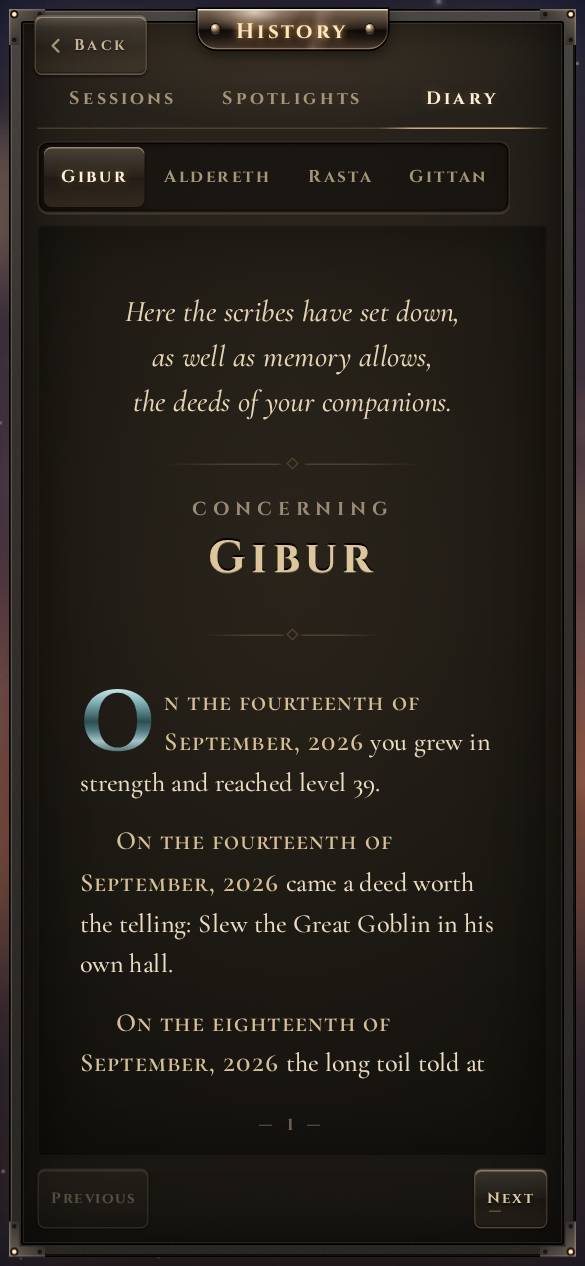 History
Back
Sessions Spotlights Diary
Gibur Aldereth Rasta Gittan
Here the scribes have set down,
as well as memory allows,
the deeds of your companions.
Concerning
Gibur
On the fourteenth of
September, 2026 you grew in
strength and reached level 39.
On the fourteenth of
September, 2026 came a deed worth
the telling: Slew the Great Goblin in his
own hall.
On the eighteenth of
September, 2026 the long toil told at
— 1 —
Previous Next